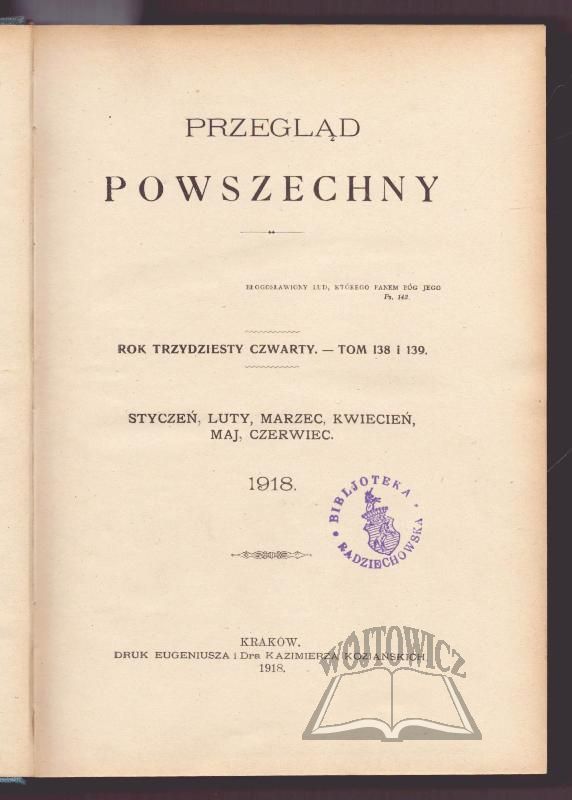 PRZEGLĄD
POWSZECHNY
BŁOGOSŁAWIONY LUD, KTÓREGO PANEM BÓG JEGO
Ps. 143.
ROK TRZYDZIESTY CZWARTY. — TOM 138 i 139.
STYCZEŃ, LUTY, MARZEC, KWIECIEŃ,
MAJ, CZERWIEC.
1918.
• BIBLJOTEKA •
RADZIECHOWSKA
KRAKÓW.
DRUK EUGENIUSZA i Dra KAZIMIERZA KOZIAŃSKICH
1918.
WÓJTOWICZ